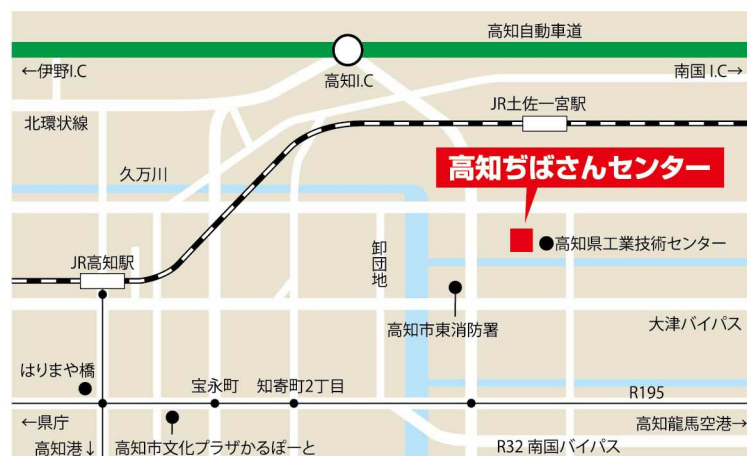 高知自動車道
←伊野I.C
高知I.C
南国 I.C→
北環状線
JR土佐一宮駅
久万川
高知ぢばさんセンター
卸団地
高知県工業技術センター
JR高知駅
高知市東消防署
大津バイパス
はりまや橋
宝永町
知寄町2丁目
R195
←県庁
高知龍馬空港→
高知港↓
高知市文化プラザかるぽーと
R32 南国バイパス